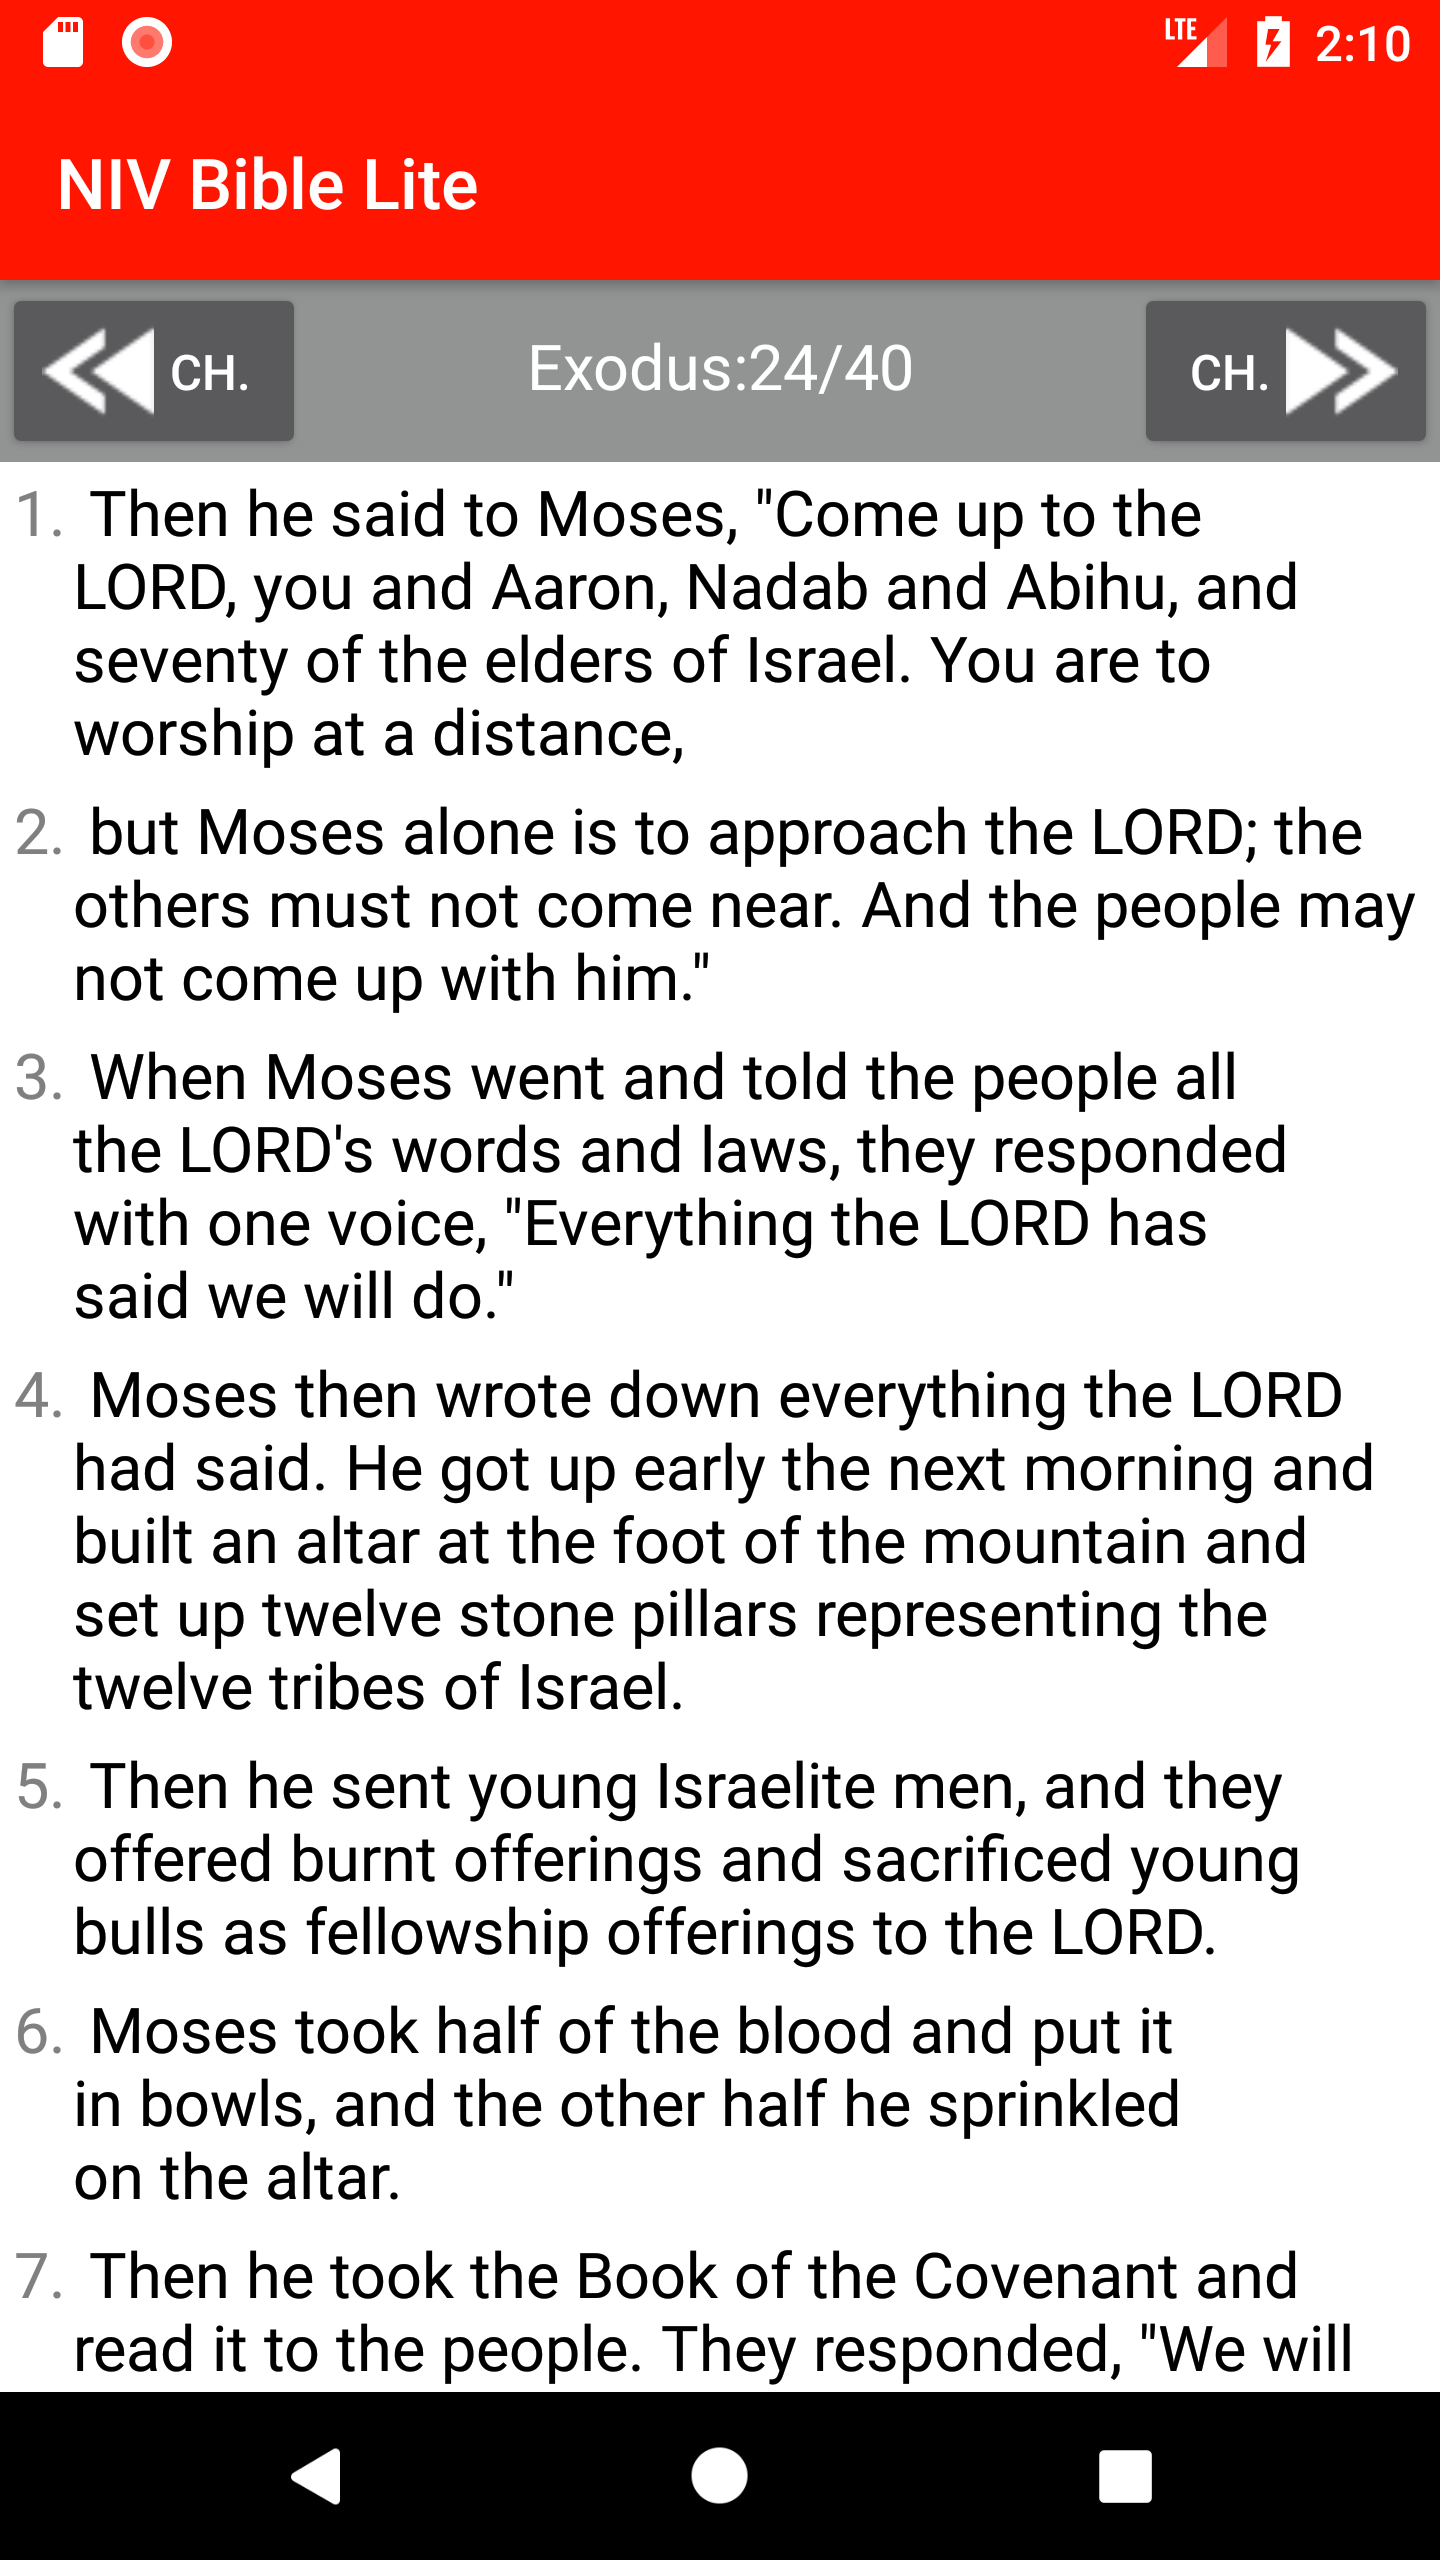 LTE 2:10
NIV Bible Lite
CH. Exodus:24/40 CH.
1. Then he said to Moses, "Come up to the
LORD, you and Aaron, Nadab and Abihu, and
seventy of the elders of Israel. You are to
worship at a distance,
2. but Moses alone is to approach the LORD; the
others must not come near. And the people may
not come up with him."
3. When Moses went and told the people all
the LORD's words and laws, they responded
with one voice, "Everything the LORD has
said we will do."
4. Moses then wrote down everything the LORD
had said. He got up early the next morning and
built an altar at the foot of the mountain and
set up twelve stone pillars representing the
twelve tribes of Israel.
5. Then he sent young Israelite men, and they
offered burnt offerings and sacrificed young
bulls as fellowship offerings to the LORD.
6. Moses took half of the blood and put it
in bowls, and the other half he sprinkled
on the altar.
7. Then he took the Book of the Covenant and
read it to the people. They responded, "We will